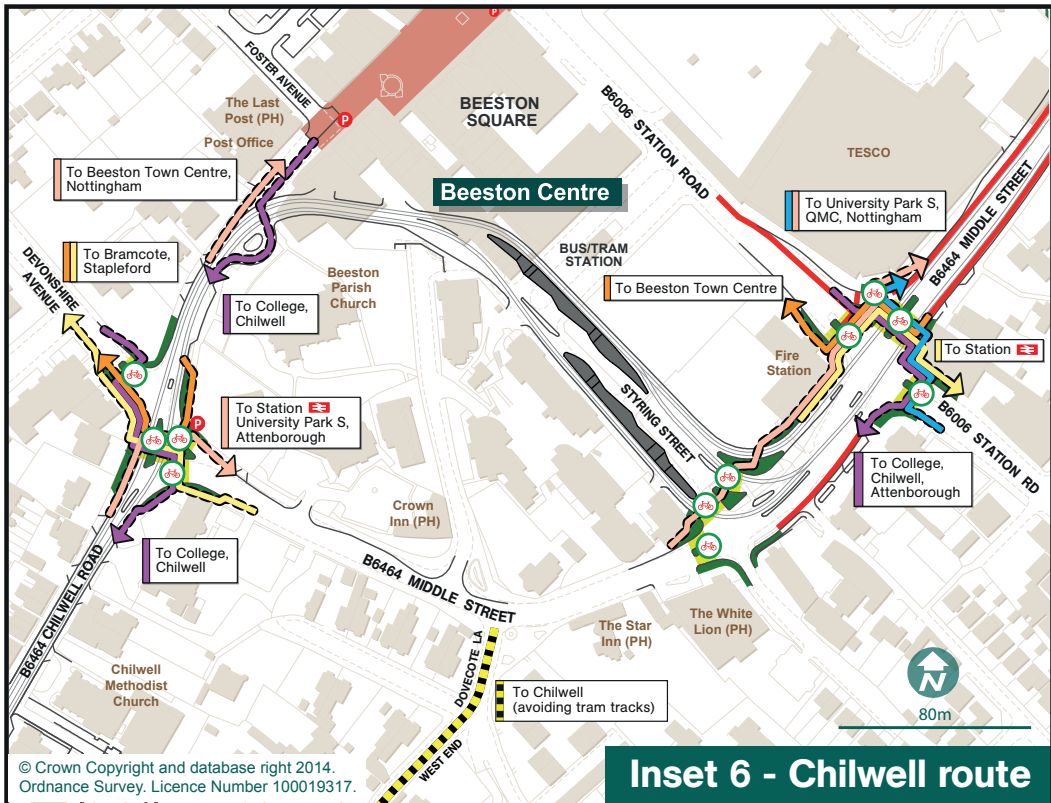 FOSTER AVENUE
The Last
Post (PH)
Post Office
P
P
BEESTON
SQUARE
B6006 STATION ROAD
TESCO
To Beeston Town Centre,
Nottingham
Beeston Centre
To University Park S,
QMC, Nottingham
B6464 MIDDLE STREET
DEVONSHIRE
AVENUE
To Bramcote,
Stapleford
Beeston
Parish
Church
BUS/TRAM
STATION
To Beeston Town Centre
To College,
Chilwell
Fire
Station
To Station
To Station
University Park S,
Attenborough
P
STYRING STREET
B6006 STATION RD
To College,
Chilwell,
Attenborough
Crown
Inn (PH)
To College,
Chilwell
B6464 CHILWELL ROAD
B6464 MIDDLE STREET
The Star
Inn (PH)
The White
Lion (PH)
Chilwell
Methodist
Church
DOVECOTE LA
WEST END
To Chilwell
(avoiding tram tracks)
N
80m
© Crown Copyright and database right 2014.
Ordnance Survey. Licence Number 100019317.
Inset 6 - Chilwell route